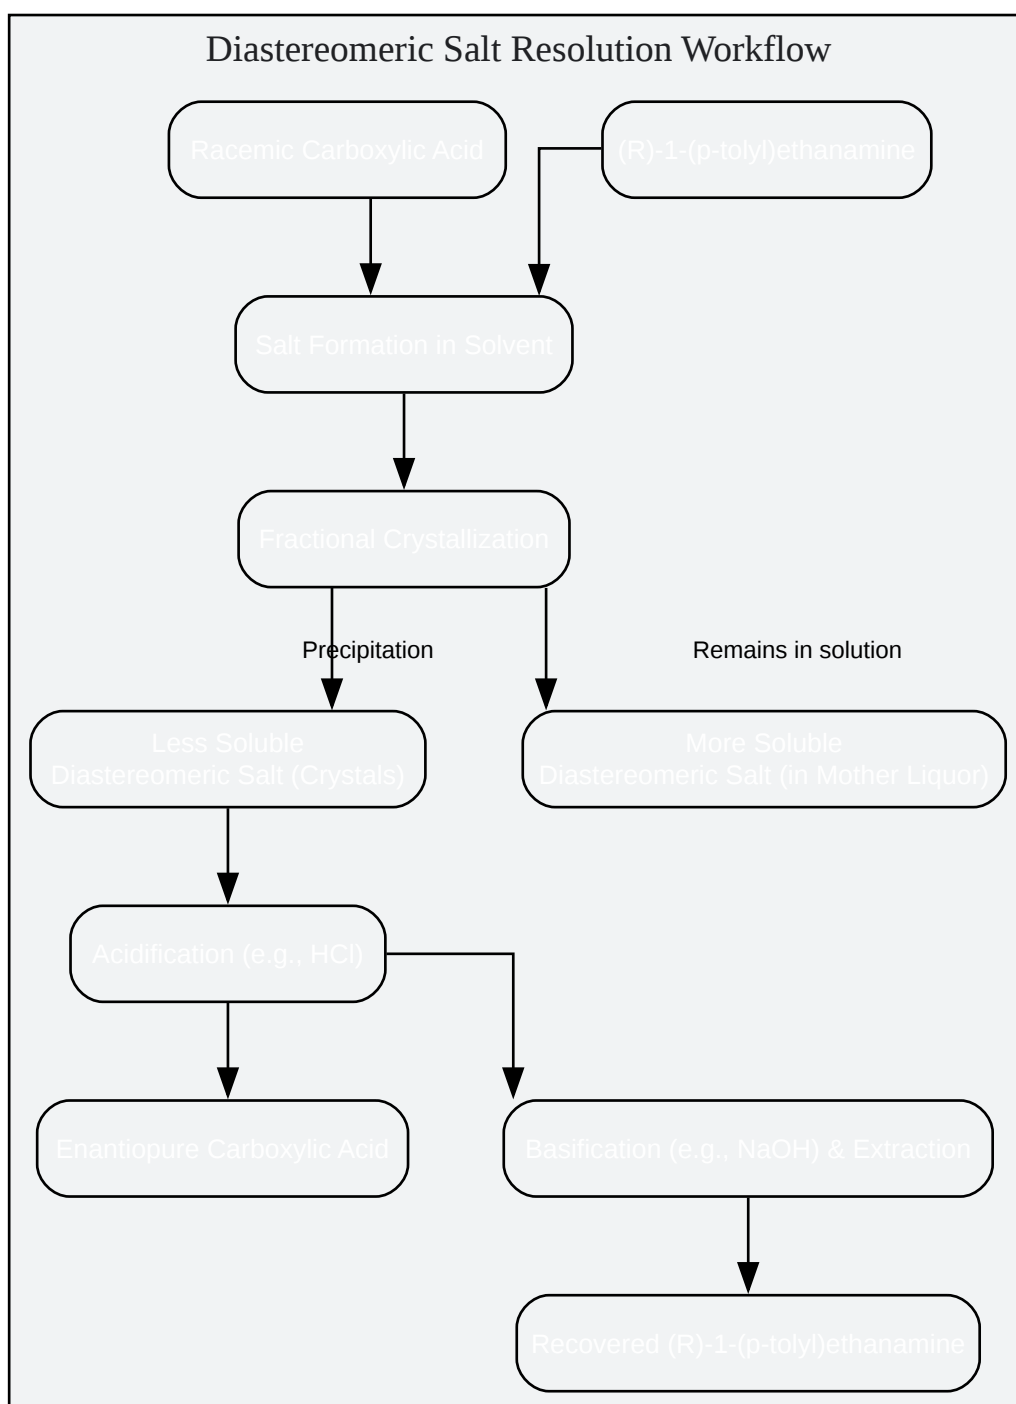 Diastereomeric Salt Resolution Workflow
Racemic Carboxylic Acid
(R)-1-(p-tolyl)ethanamine
Salt Formation in Solvent
Fractional Crystallization
Precipitation
Remains in solution
Less Soluble
Diastereomeric Salt (Crystals)
More Soluble
Diastereomeric Salt (in Mother Liquor)
Acidification (e.g., HCl)
Enantiopure Carboxylic Acid
Basification (e.g., NaOH) & Extraction
Recovered (R)-1-(p-tolyl)ethanamine